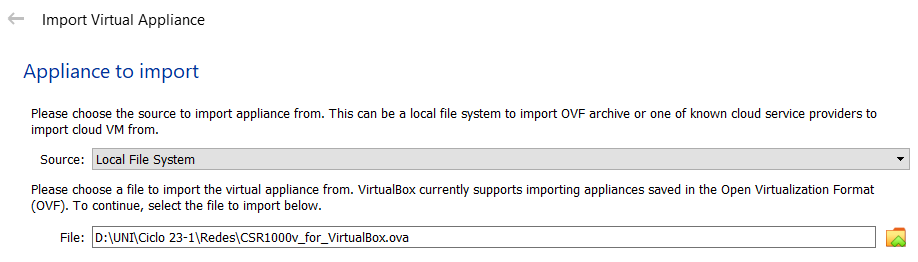 Import Virtual Appliance
Appliance to import
Please choose the source to import appliance from. This can be a local file system to import OVF archive or one of known cloud service providers to
import cloud VM from.
Source: Local File System
Please choose a file to import the virtual appliance from. VirtualBox currently supports importing appliances saved in the Open Virtualization Format
(OVF). To continue, select the file to import below.
File: D:\UNI\Ciclo 23-1\Redes\CSR1000v_for_VirtualBox.ova